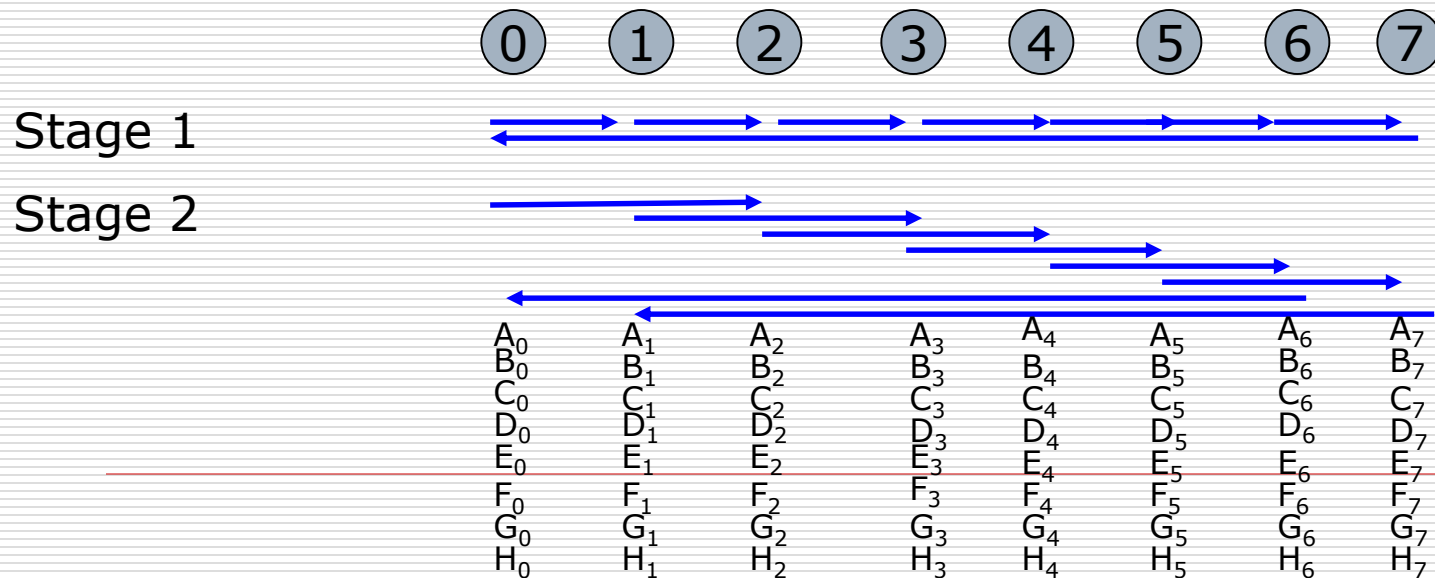 0 1 2 3 4 5 6 7
Stage 1
Stage 2
A0 A1 A2 A3 A4 A5 A6 A7
B0 B1 B2 B3 B4 B5 B6 B7
C0 C1 C2 C3 C4 C5 C6 C7
D0 D1 D2 D3 D4 D5 D6 D7
E0 E1 E2 E3 E4 E5 E6 E7
F0 F1 F2 F3 F4 F5 F6 F7
G0 G1 G2 G3 G4 G5 G6 G7
H0 H1 H2 H3 H4 H5 H6 H7